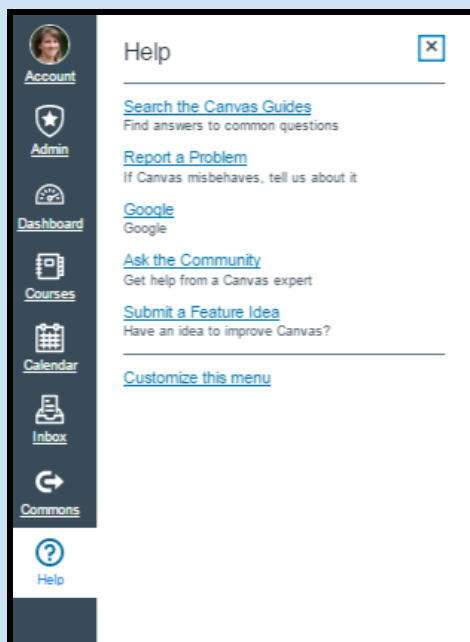 Account
Admin
Dashboard
Courses
Calendar
Inbox
Commons
Help
Help
Search the Canvas Guides
Find answers to common questions
Report a Problem
If Canvas misbehaves, tell us about it
Google
Google
Ask the Community
Get help from a Canvas expert
Submit a Feature Idea
Have an idea to improve Canvas?
Customize this menu